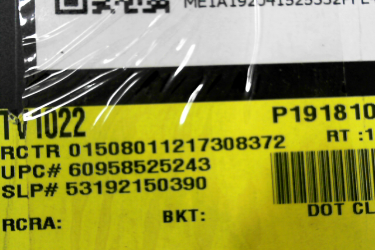 TV1022 P191810
RCTR 01508011217308372 RT :1
UPC# 60958525243
SLP# 53192150390
RCRA: BKT: DOT CL